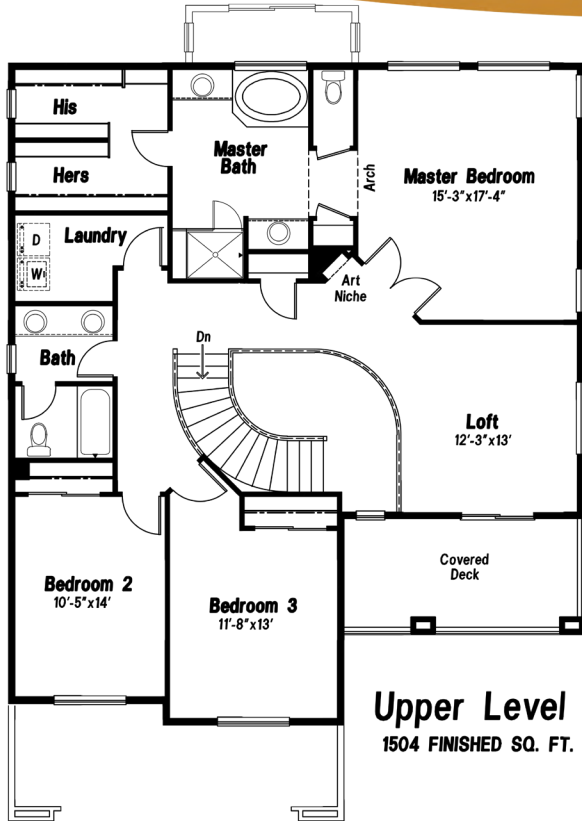 His
Hers
Master
Bath
Arch
Master Bedroom
15'-3"x17'-4"
D
Laundry
W
Art
Niche
Dn
Bath
Loft
12'-3"x13'
Covered
Deck
Bedroom 2
10'-5"x14'
Bedroom 3
11'-8"x13'
Upper Level
1504 FINISHED SQ. FT.